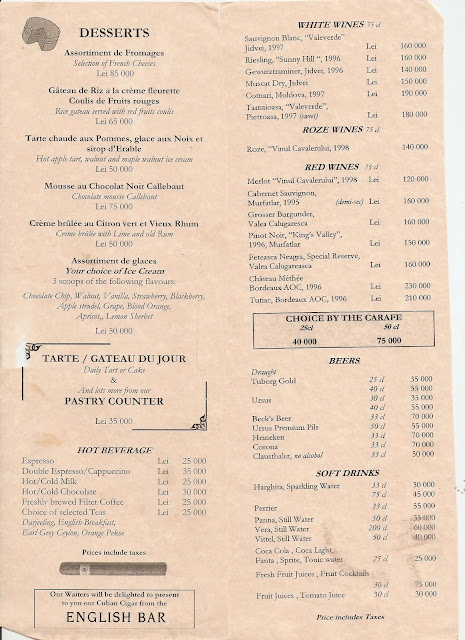 DESSERTS
Assortiment de Fromages
Selection of French Cheeses
Lei 85 000
Gâteau de Riz a la crème fleurette
Coulis de Fruits rouges
Rice gateau served with red fruits coulis
Lei 65 000
Tarte chaude aux Pommes, glace aux Noix et
sirop d'Erable
Hot apple tart, walnut and maple walnut ice cream
Lei 50 000
Mousse au Chocolat Noir Callebaut
Chocolate mousse Callebaut
Lei 75 000
Crème brûlée au Citron vert et Vieux Rhum
Creme brûlée with Lime and old Rum
Lei 50 000
Assortiment de glaces
Your choice of Ice Cream
3 scoops of the following flavours:
Chocolate Chip, Walnut, Vanilla, Strawberry, Blackberry,
Apple strudel, Grape, Blood Orange,
Apricot,, Lemon Sherbet
Lei 50 000
TARTE / GATEAU DU JOUR
Daily Tart or Cake
&
And lots more from our
PASTRY COUNTER
Lei 35 000
HOT BEVERAGE
Espresso Lei 25 000
Double Espresso/Cappuccino Lei 35 000
Hot/Cold Milk Lei 25 000
Hot/Cold Chocolate Lei 30 000
Freshly brewed Filter Coffee Lei 25 000
Choice of selected Teas Lei 25 000
Darjeeling, English Breakfast,
Earl Grey Ceylon, Orange Pekoe
Prices include taxes
Our Waiters will be delighted to present
to you our Cuban Cigar from the
ENGLISH BAR
WHITE WINES 75 cl
Sauvignon Blanc, "Valeverde"
Jidvei, 1997 Lei 160 000
Riesling, "Sunny Hill ", 1996 Lei 160 000
Gewurztraminer, Jidvei, 1996 Lei 140 000
Muscat Dry, Jidvei Lei 150 000
Cotnari, Moldova, 1997 Lei 190 000
Tamaioasa, "Valeverde",
Pietroasa, 1997 (sweet) Lei 180 000
ROZE WINES 75 cl
Roze, "Vinul Cavalerului, 1998 140 000
RED WINES 75 cl
Merlot "Vinul Cavalerului", 1998 Lei 120 000
Cabernet Sauvignon,
Murfatlar, 1995 (demi-sec) Lei 160 000
Grosser Burgunder,
Valea Calugaresca Lei 160 000
Pinot Noir, "King's Valley",
1996, Murfatlar Lei 150 000
Feteasca Neagra, Special Reserve,
Valea Calugareasca Lei 160 000
Château Méthée
Bordeaux AOC, 1996 Lei 230 000
Tutiac, Bordeaux AOC, 1996 Lei 210 000
CHOICE BY THE CARAFE
25cl 50 cl
40 000 75 000
BEERS
Draught
Tuborg Gold 25 cl 35 000
40 cl 55 000
Ursus 30 cl 35 000
40 cl 55 000
Beck's Beer 33 cl 70 000
Ursus Premium Pils 50 cl 55 000
Heineken 33 cl 70 000
Corona 33 cl 70 000
Clausthaler, no alcohol 33 cl 50 000
SOFT DRINKS
Harghita, Sparkling Water 33 cl 30 000
75 cl 45 000
Perrier 33 cl 55 000
Panna, Still Water 50 cl 35 000
Vera, Still Water 200 cl 60 000
Vittel, Still Water 50 cl 40 000
Coca Cola , Coca Light,
Fanta , Sprite, Tonic water 25 cl 25 000
Fresh Fruit Juices , Fruit Cocktails
30 cl 75 000
Fruit Juices , Tomato Juice 30 cl 30 000
Price includes Taxes